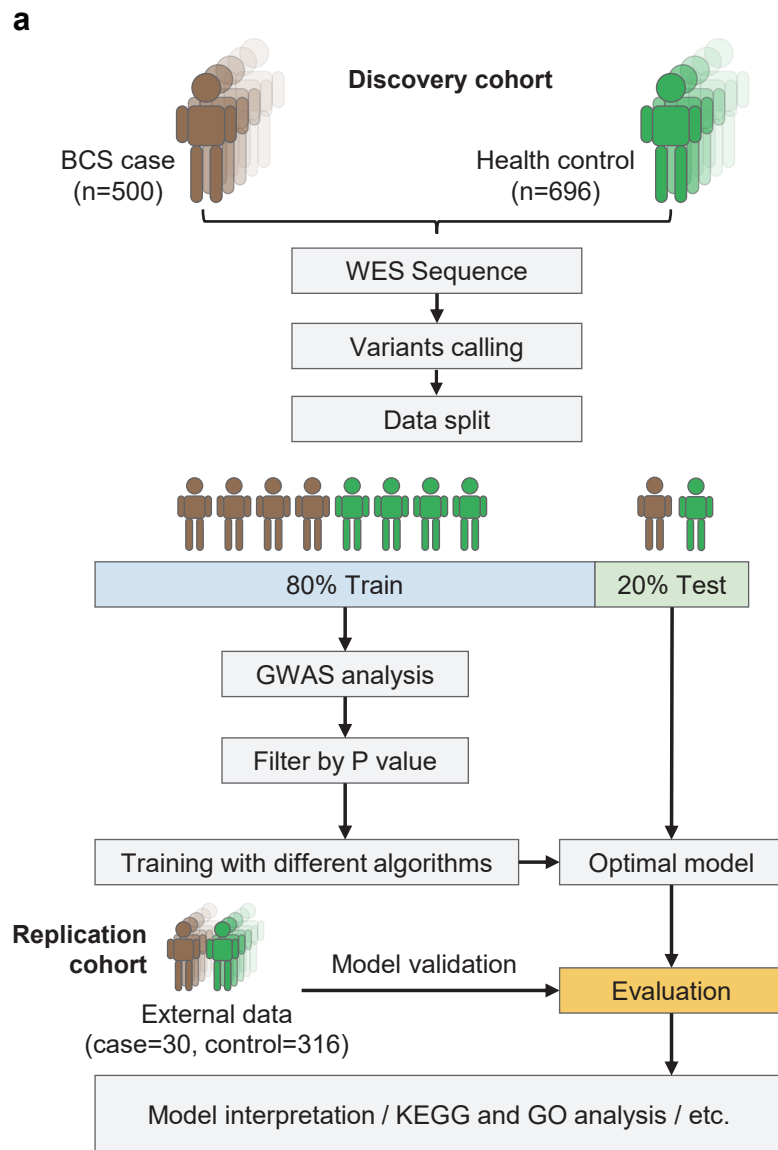 a
Discovery cohort
BCS case
(n=500)
Health control
(n=696)
WES Sequence
Variants calling
Data split
80% Train
20% Test
GWAS analysis
Filter by P value
Training with different algorithms
Optimal model
Replication
cohort
Model validation
Evaluation
External data
(case=30, control=316)
Model interpretation / KEGG and GO analysis / etc.